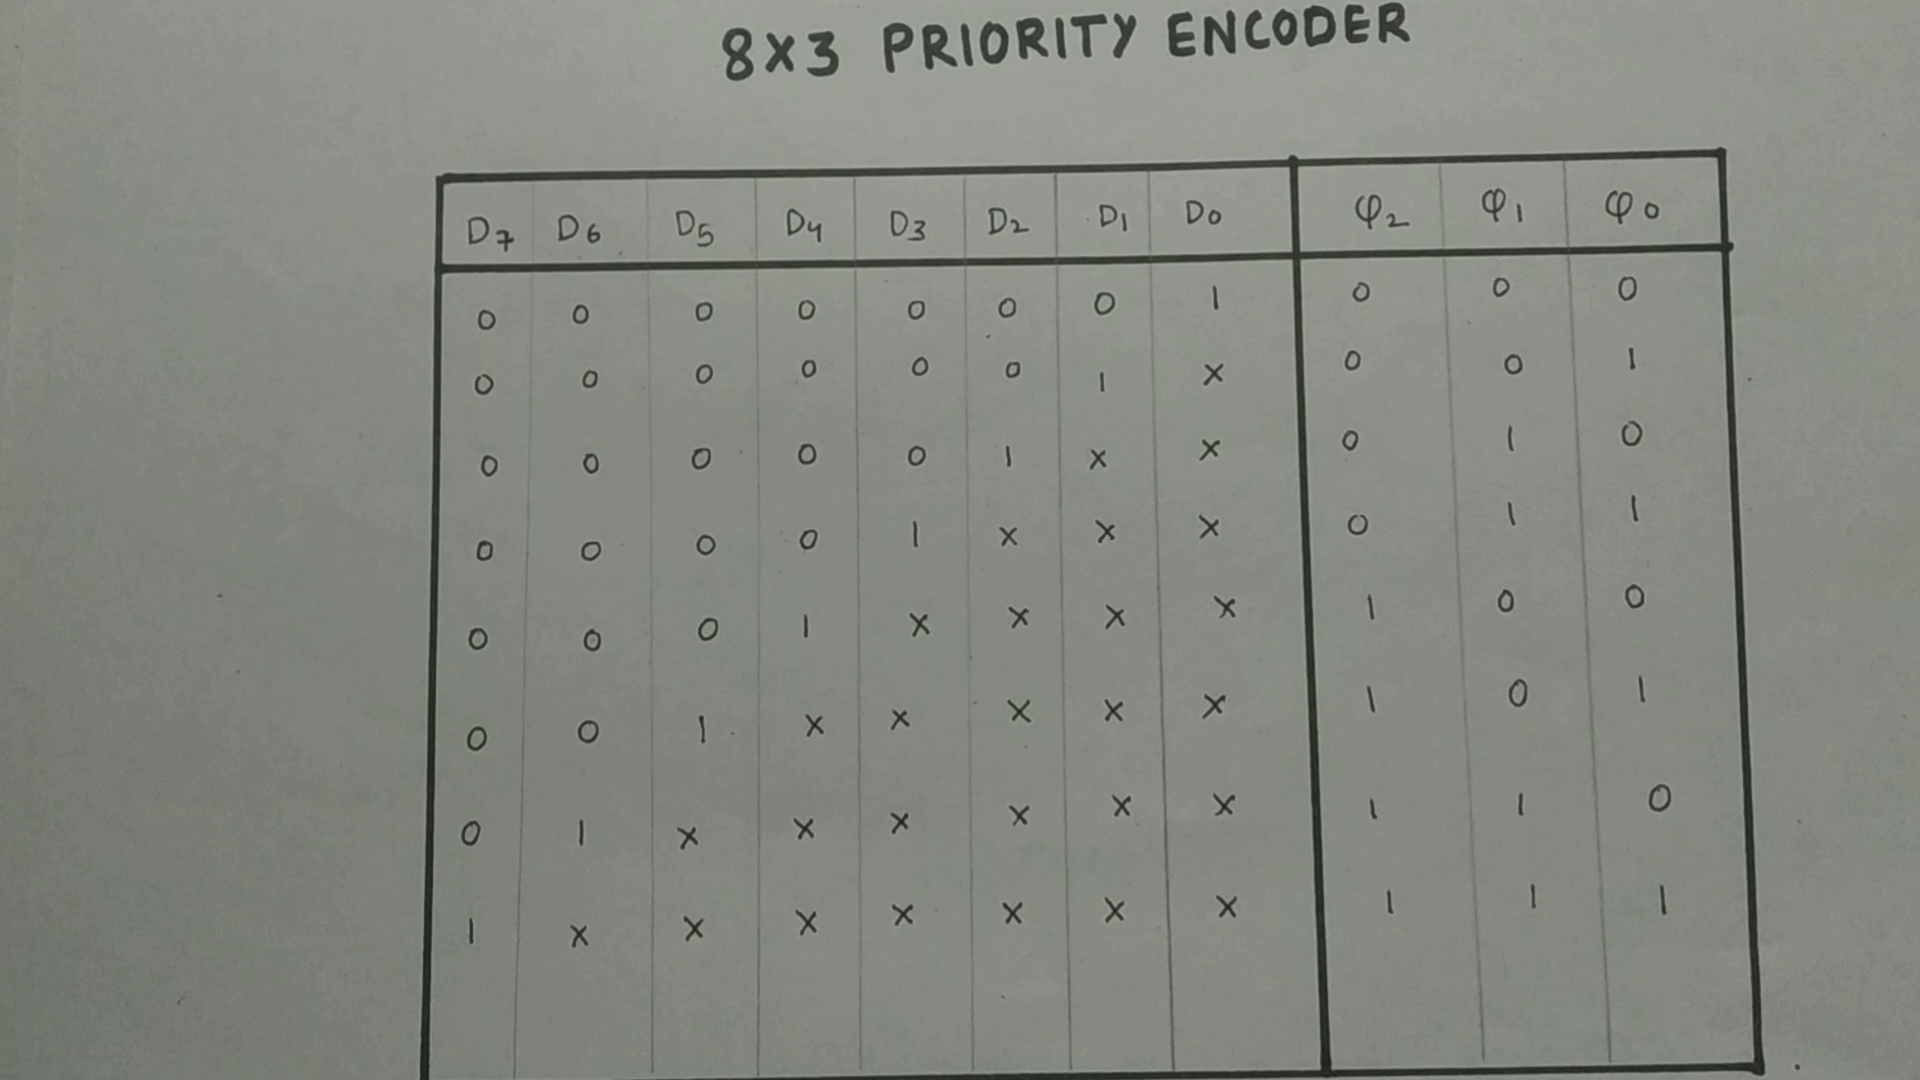 8X3 PRIORITY ENCODER
D7 D6 D5 D4 D3 D2 D1 D0 φ2 φ1 φ0
0 0 0 0 0 0 0 1 0 0 0
0 0 0 0 0 0 1 X 0 0 1
0 0 0 0 0 1 X X 0 1 0
0 0 0 0 1 X X X 0 1 1
0 0 0 1 X X X X 1 0 0
0 0 1 X X X X X 1 0 1
0 1 X X X X X X 1 1 0
1 X X X X X X X 1 1 1